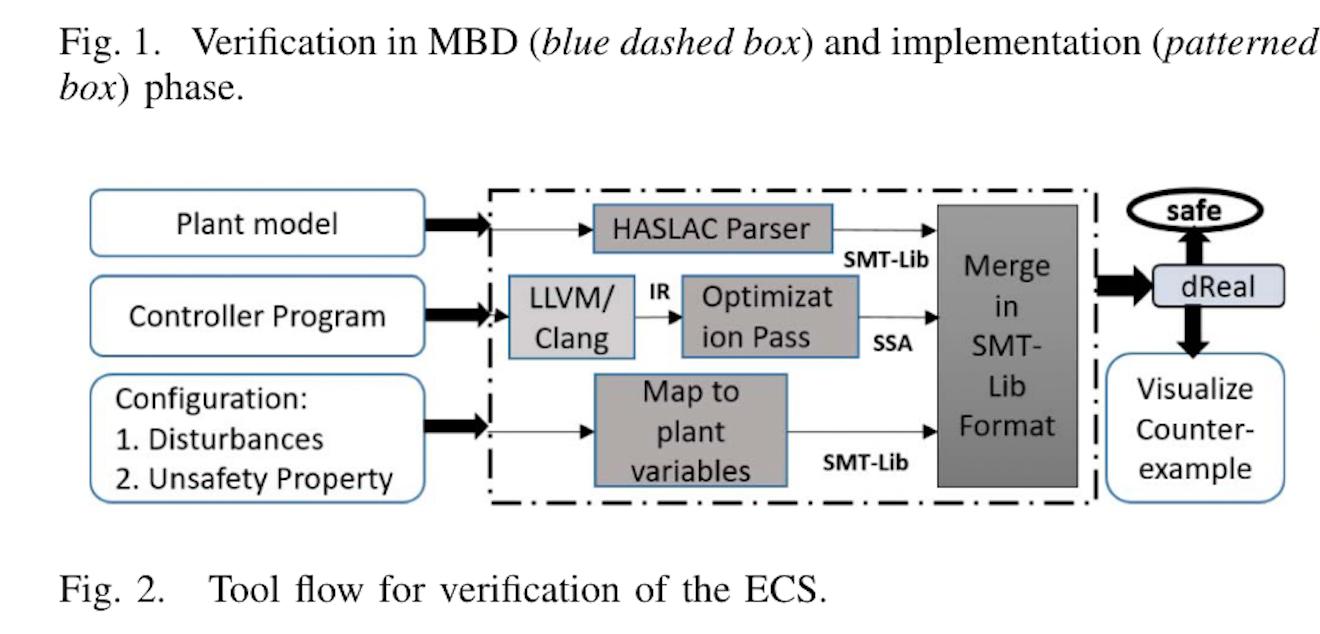 Fig. 1. Verification in MBD (blue dashed box) and implementation (patterned
box) phase.
Plant model
HASLAC Parser
SMT-Lib
Controller Program
LLVM/
Clang
IR
Optimizat
ion Pass
SSA
Configuration:
1. Disturbances
2. Unsafety Property
Map to
plant
variables
SMT-Lib
Merge
in
SMT-
Lib
Format
safe
dReal
Visualize
Counter-
example
Fig. 2. Tool flow for verification of the ECS.